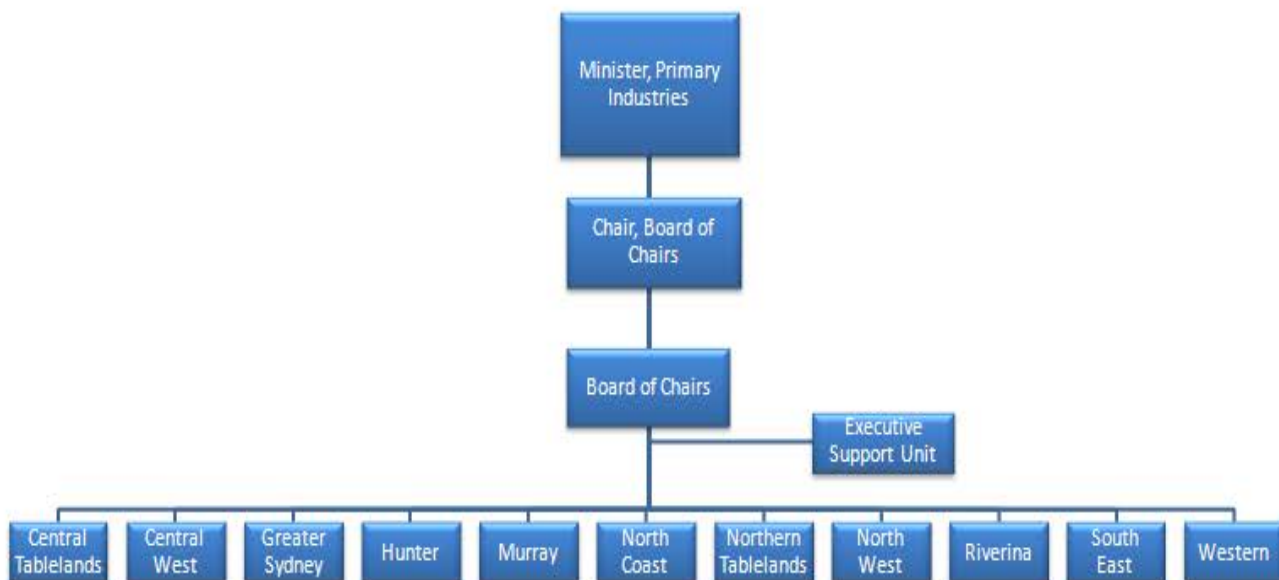 Minister, Primary
Industries
Chair, Board of
Chairs
Board of Chairs
Executive
Support Unit
Central
Tablelands
Central
West
Greater
Sydney
Hunter
Murray
North
Coast
Northern
Tablelands
North
West
Riverina
South
East
Western